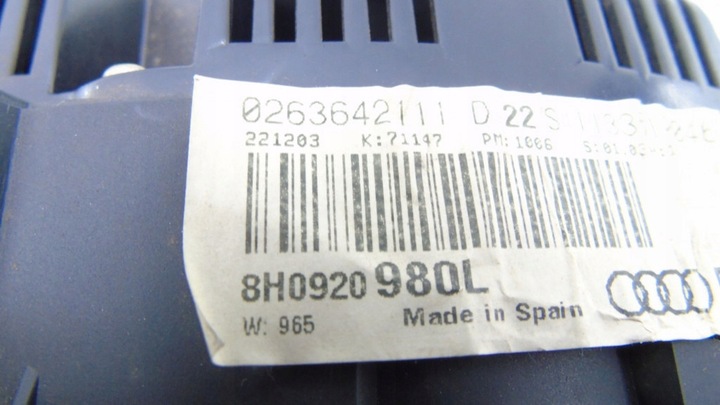 0263642111 D 22
221203 K:71147 PM:1066
8H0920 980L
W: 965 Made in Spain